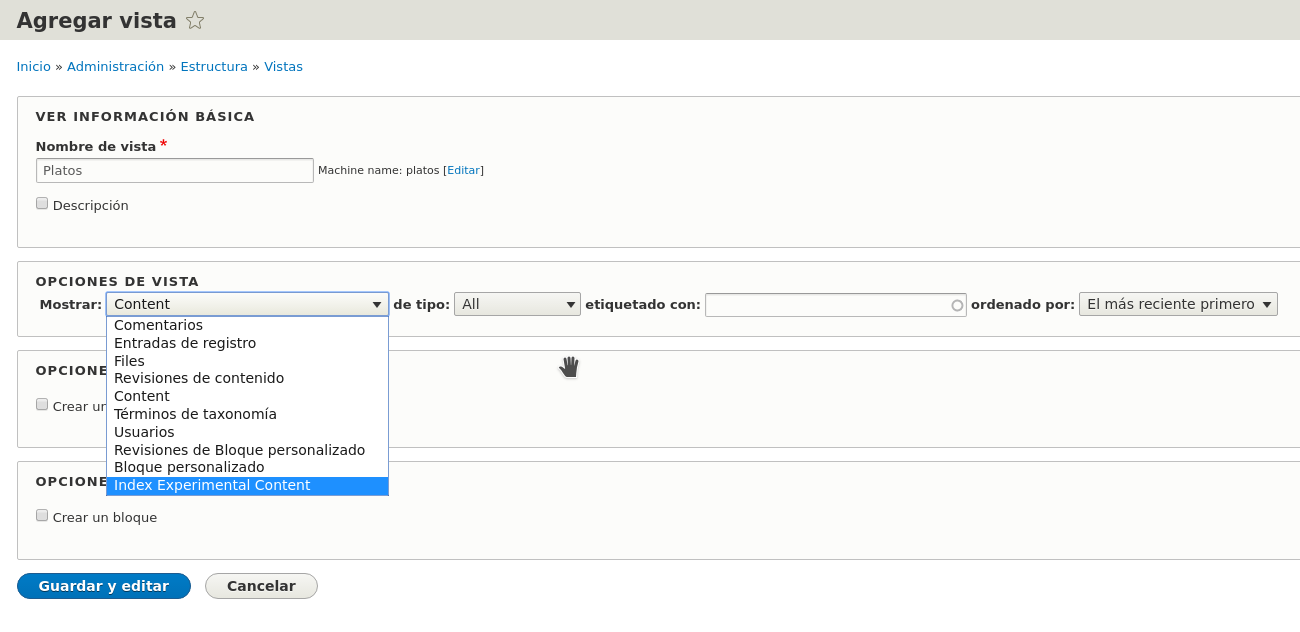 Agregar vista
Inicio » Administración » Estructura » Vistas
VER INFORMACIÓN BÁSICA
Nombre de vista *
Platos Machine name: platos [Editar]
Descripción
OPCIONES DE VISTA
Mostrar: Content de tipo: All etiquetado con: ordenado por: El más reciente primero
Comentarios
Entradas de registro
Files
Revisiones de contenido
Content
Términos de taxonomía
Usuarios
Revisiones de Bloque personalizado
Bloque personalizado
Index Experimental Content
OPCIONE
Crear un
OPCIONE
Crear un bloque
Guardar y editar Cancelar